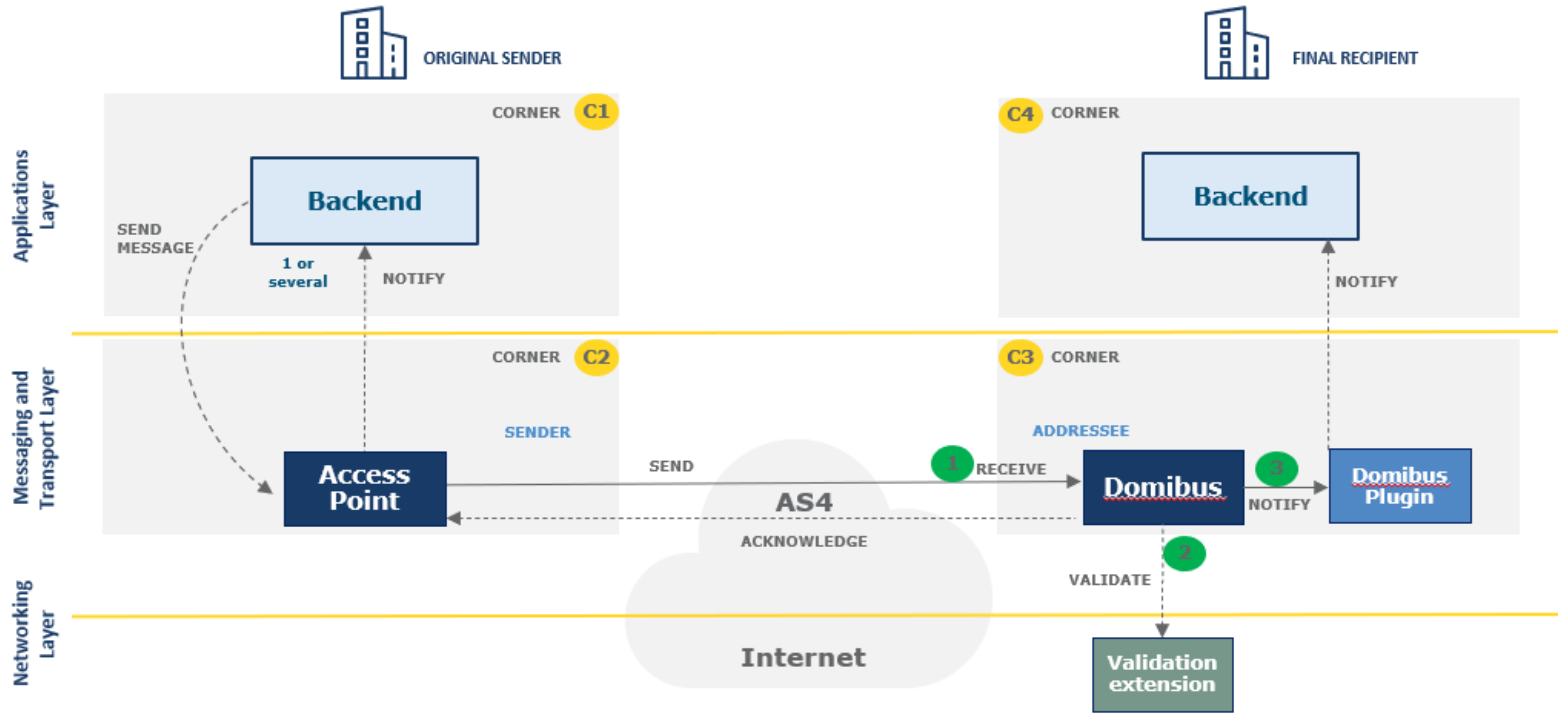 ORIGINAL SENDER
FINAL RECIPIENT
Applications
Layer
CORNER C1
Backend
SEND
MESSAGE
1 or
several
NOTIFY
C4 CORNER
Backend
NOTIFY
Messaging and
Transport Layer
CORNER C2
SENDER
Access
Point
SEND
AS4
ACKNOWLEDGE
C3 CORNER
ADDRESSEE
1 RECEIVE
Domibus
3
NOTIFY
Domibus
Plugin
2
VALIDATE
Networking
Layer
Internet
Validation
extension